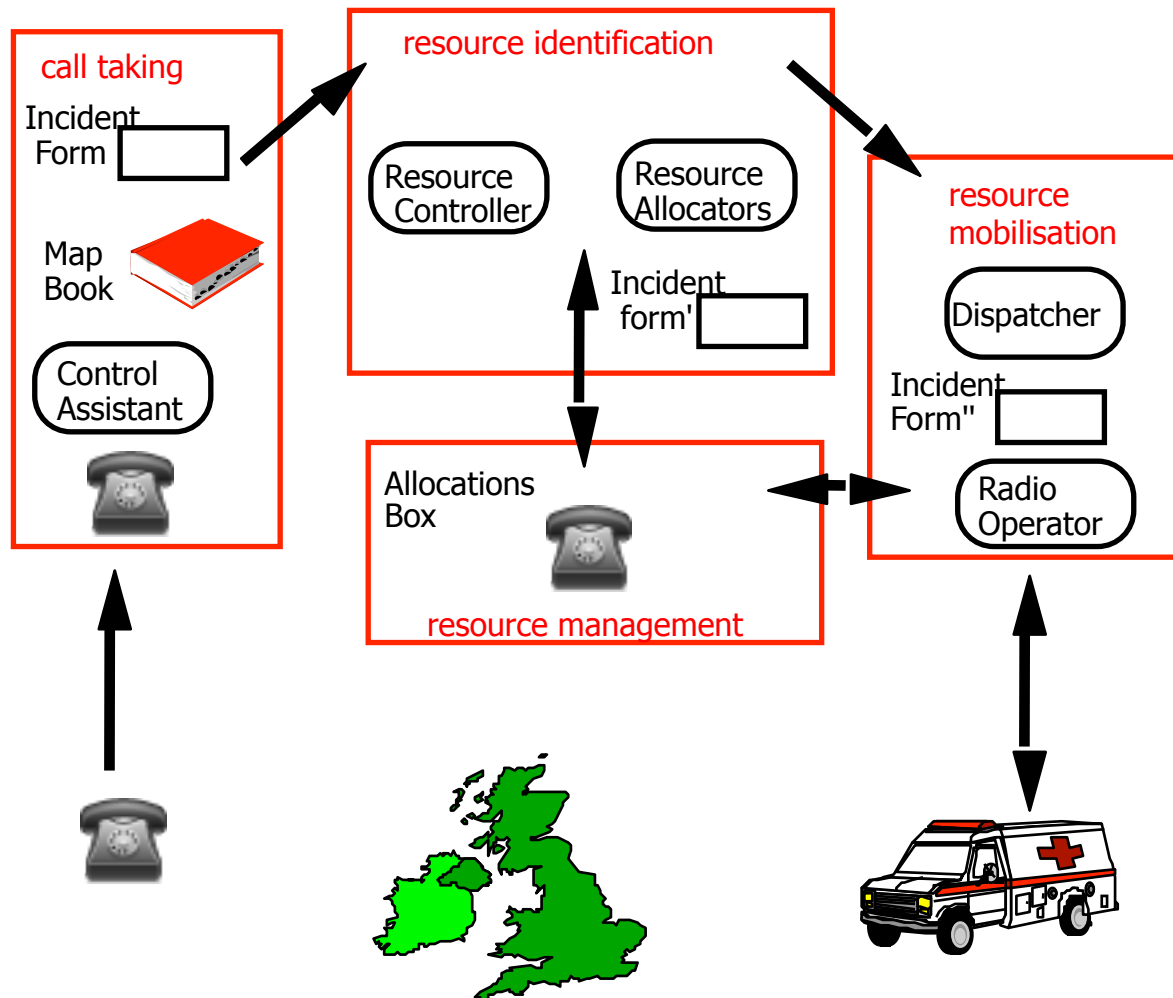 call taking
Incident
Form
Map
Book
Control
Assistant
resource identification
Resource
Controller
Resource
Allocators
Incident
form'
Allocations
Box
resource management
resource
mobilisation
Dispatcher
Incident
Form"
Radio
Operator